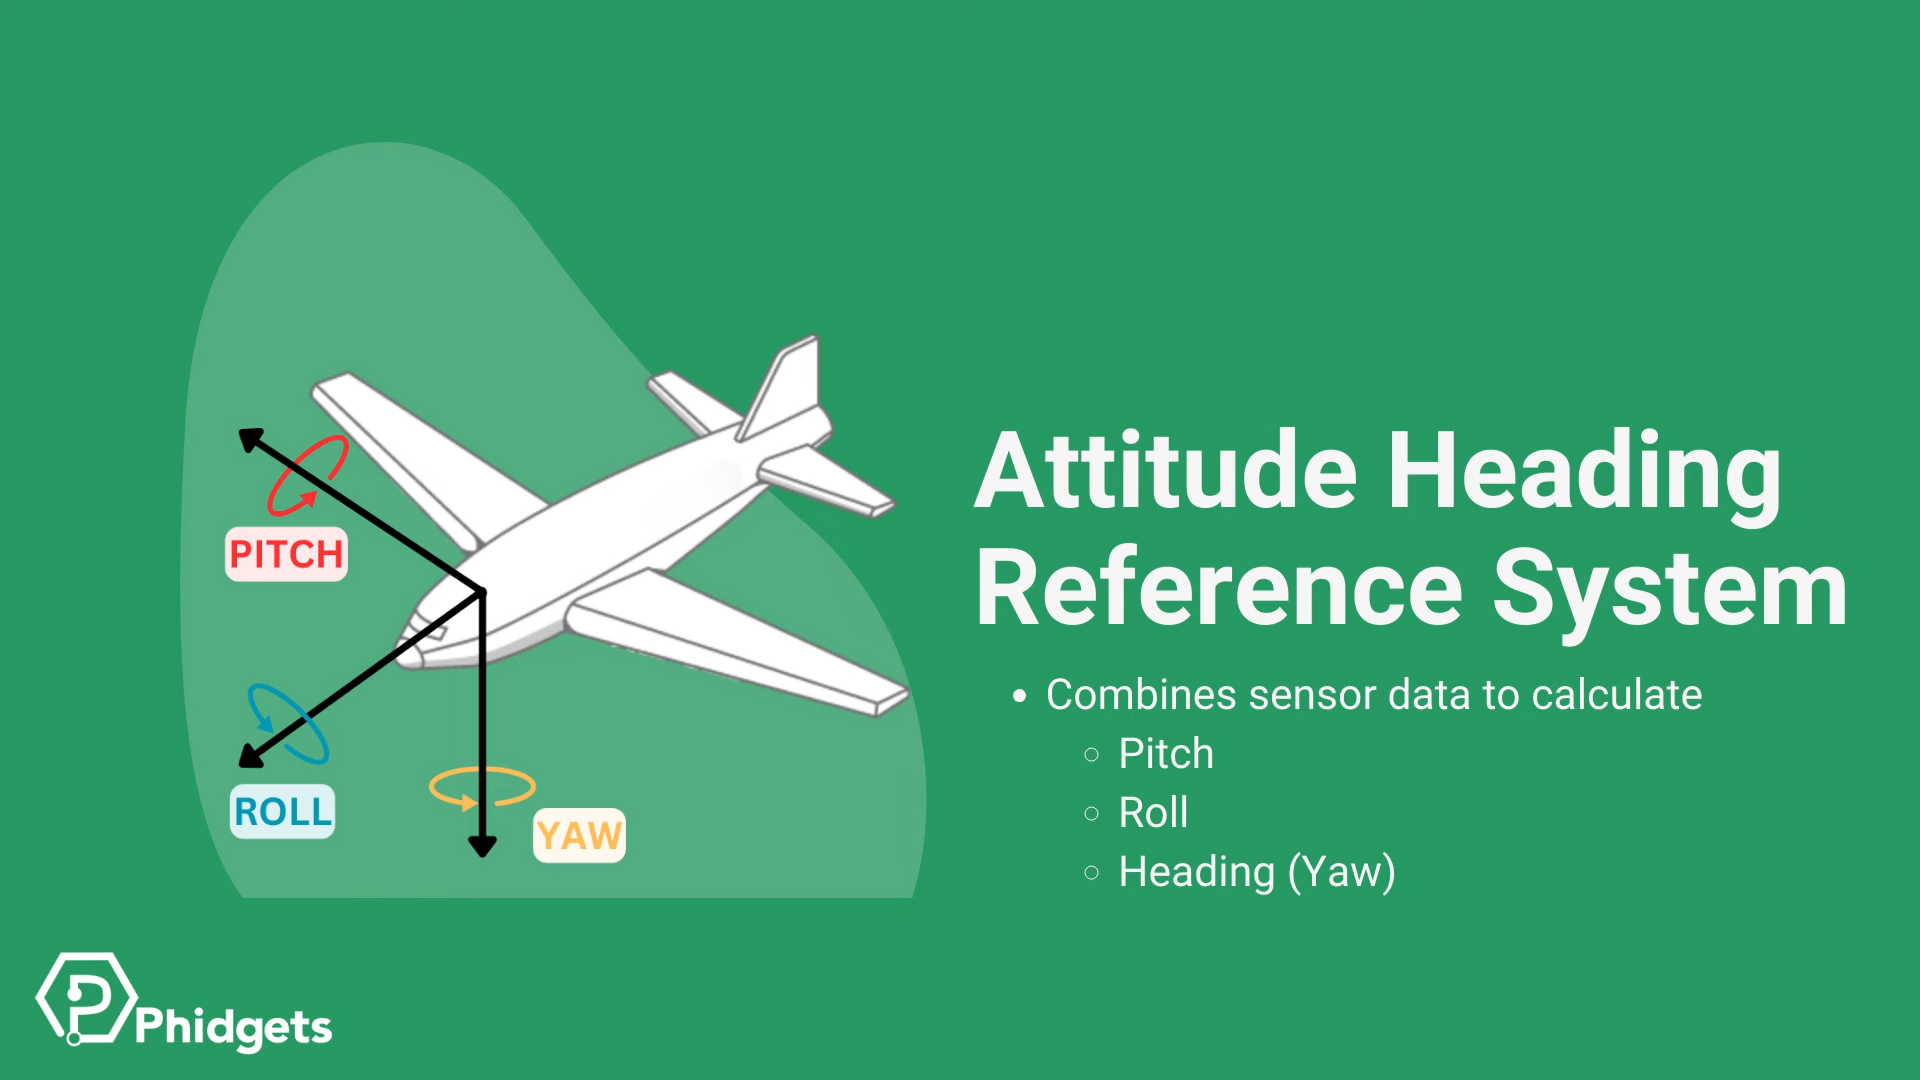 PITCH
ROLL
YAW
Attitude Heading
Reference System
Combines sensor data to calculate
Pitch
Roll
Heading (Yaw)
Phidgets